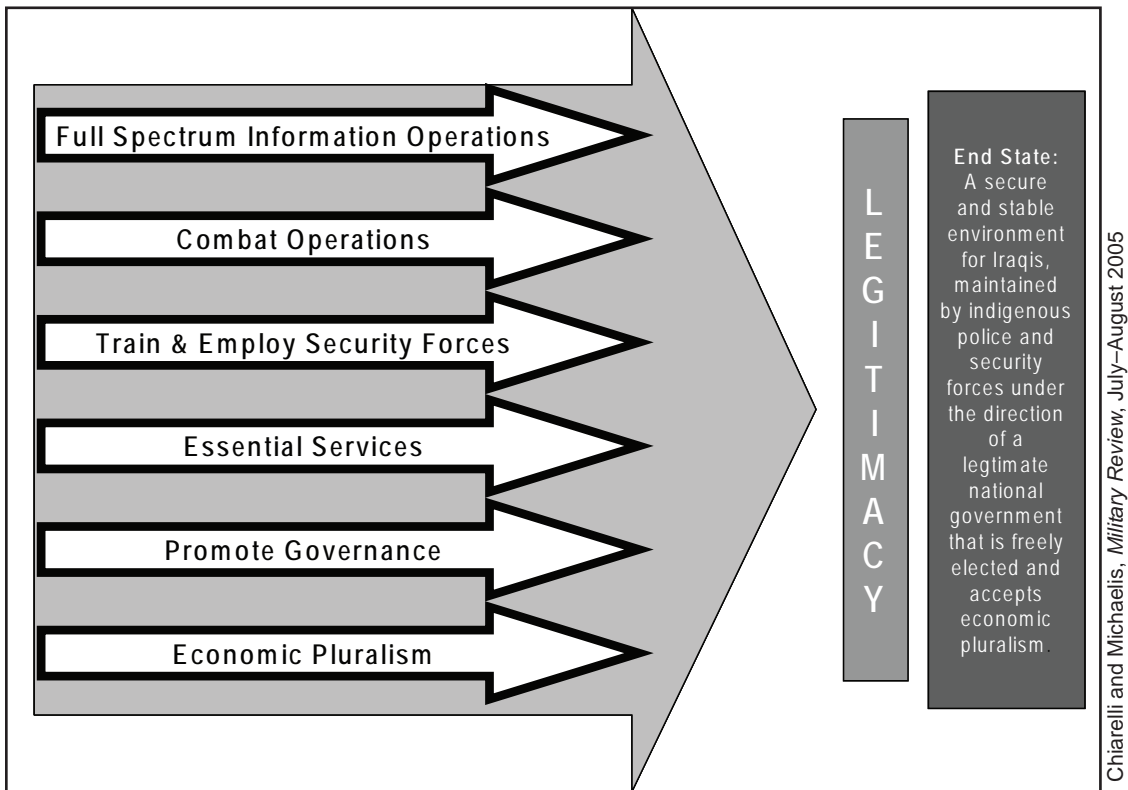 Full Spectrum Information Operations
Combat Operations
Train & Employ Security Forces
Essential Services
Promote Governance
Economic Pluralism
L
E
G
I
T
I
M
A
C
Y
End State:
A secure
and stable
environment
for Iraqis,
maintained
by indigenous
police and
security
forces under
the direction
of a
legtimate
national
government
that is freely
elected and
accepts
economic
pluralism.
Chiarelli and Michaelis, Military Review, July–August 2005